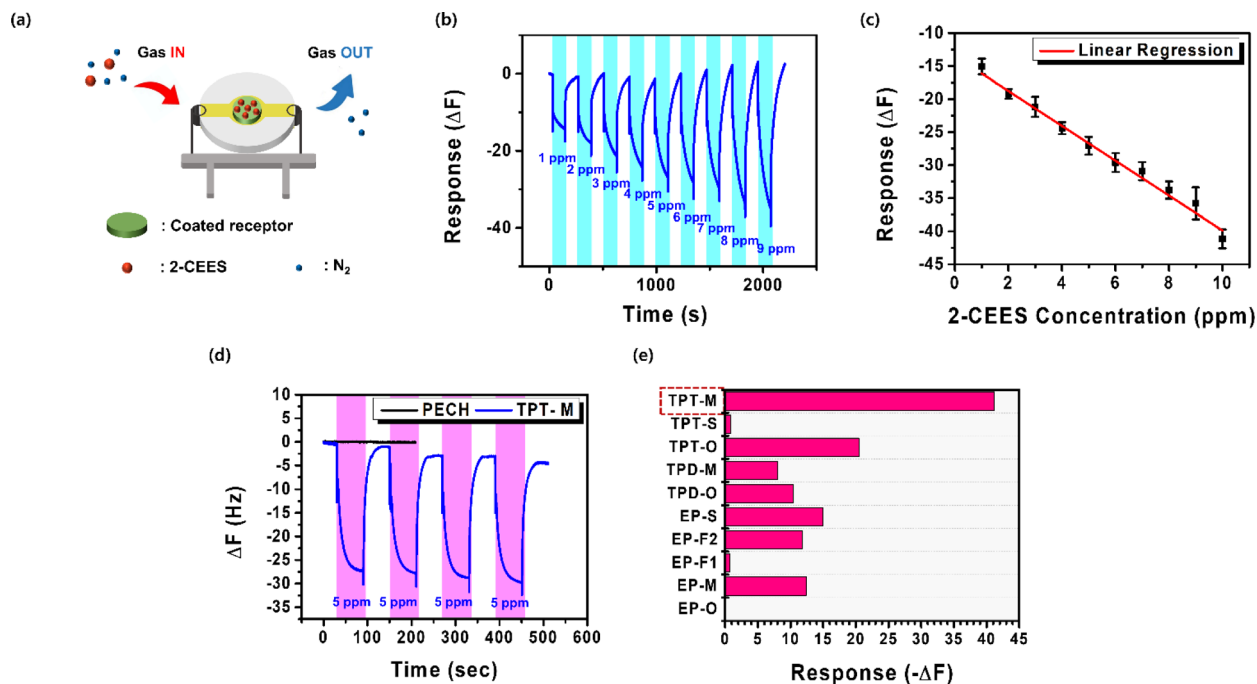 (a)
Gas IN
Gas OUT
: Coated receptor
: 2-CEES
: N2
(b)
Response (ΔF)
0
-20
-40
1 ppm
2 ppm
3 ppm
4 ppm
5 ppm
6 ppm
7 ppm
8 ppm
9 ppm
0
1000
2000
Time (s)
(c)
Response (ΔF)
-5
-10
-15
-20
-25
-30
-35
-40
-45
Linear Regression
0
2
4
6
8
10
2-CEES Concentration (ppm)
(d)
ΔF (Hz)
10
5
0
-5
-10
-15
-20
-25
-30
-35
PECH
TPT- M
5 ppm
5 ppm
5 ppm
5 ppm
0
100
200
300
400
500
600
Time (sec)
(e)
TPT-M
TPT-S
TPT-O
TPD-M
TPD-O
EP-S
EP-F2
EP-F1
EP-M
EP-O
0
5
10
15
20
25
30
35
40
45
Response (-ΔF)